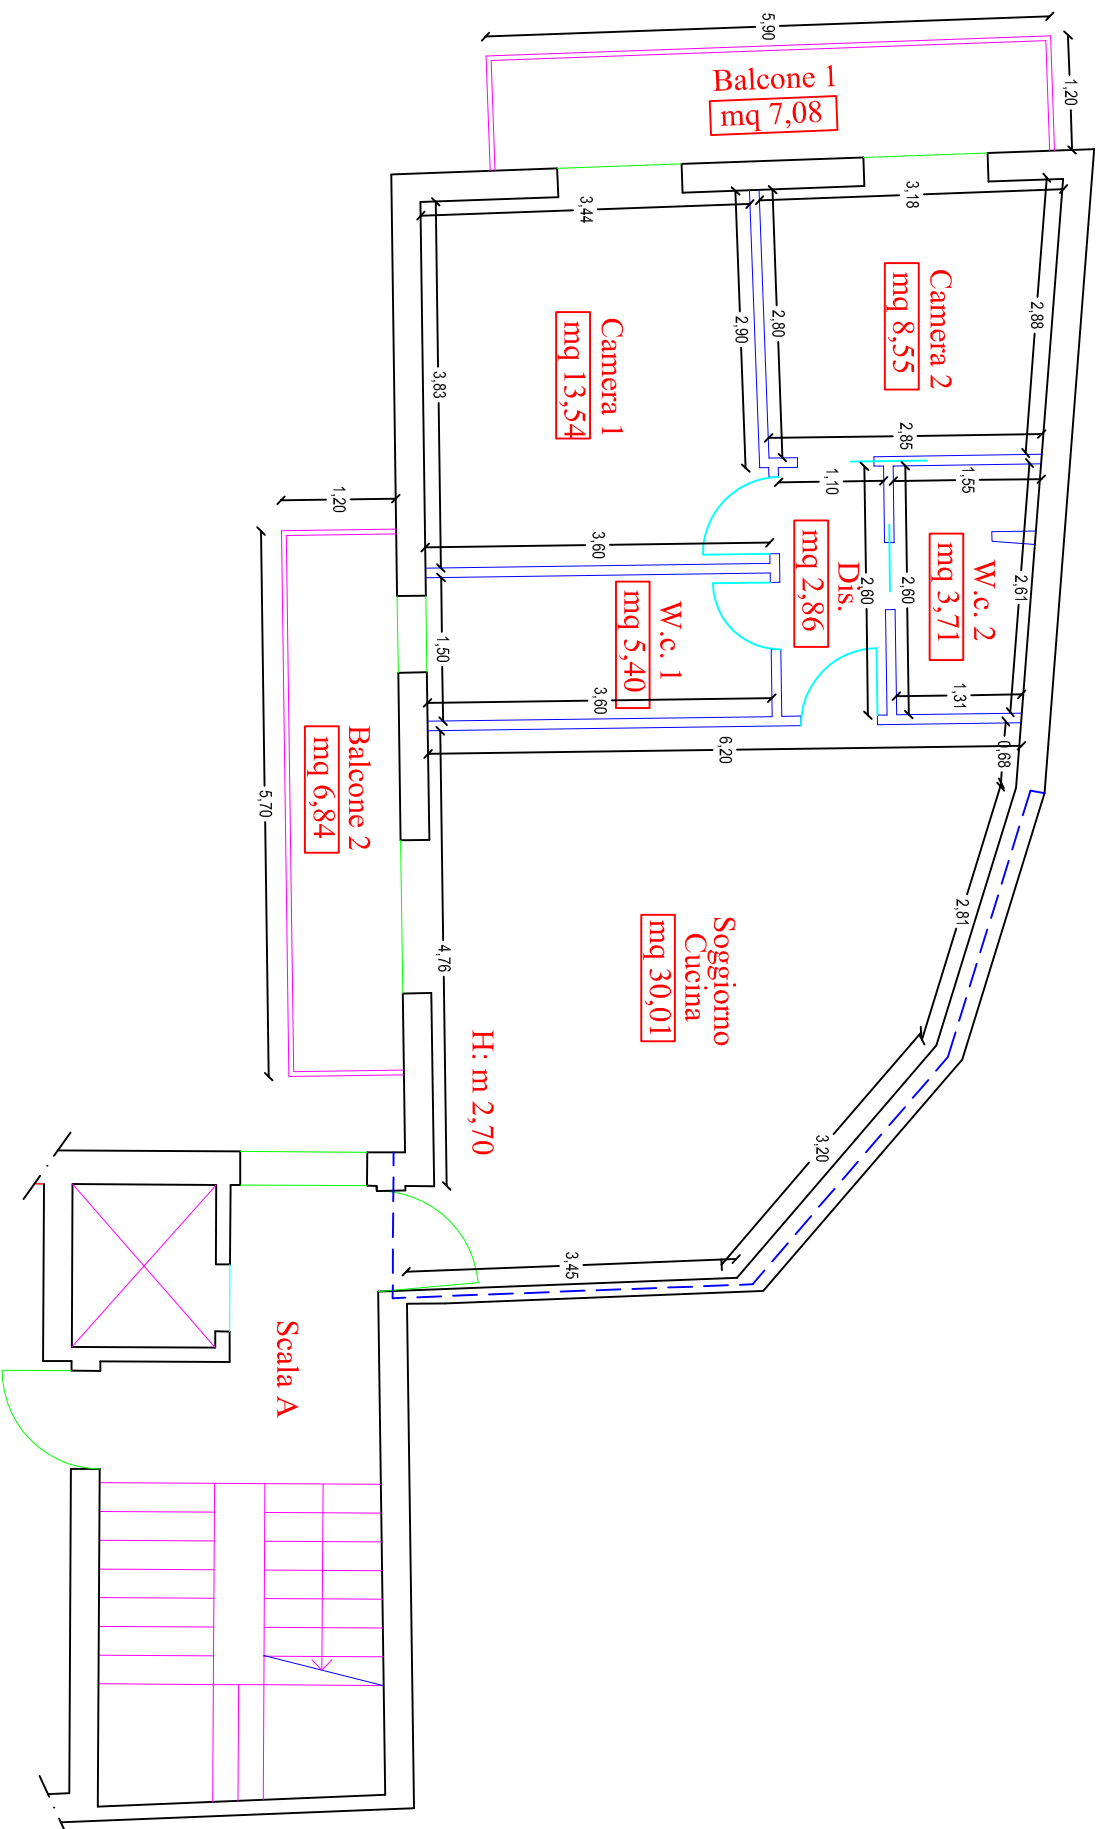 5,90
1,20
Balcone 1
mq 7,08
3,44
3,18
3,83
2,90
2,80
2,88
Camera 2
mq 8,55
Camera 1
mq 13,54
2,85
1,10
1,55
1,20
3,60
Dis.
mq 2,86
2,60
2,60
W.c. 2
mq 3,71
2,61
1,50
W.c. 1
mq 5,40
3,60
1,31
6,20
0,68
Balcone 2
mq 6,84
5,70
4,76
Soggiorno
Cucina
mq 30,01
2,81
H: m 2,70
3,20
3,45
Scala A